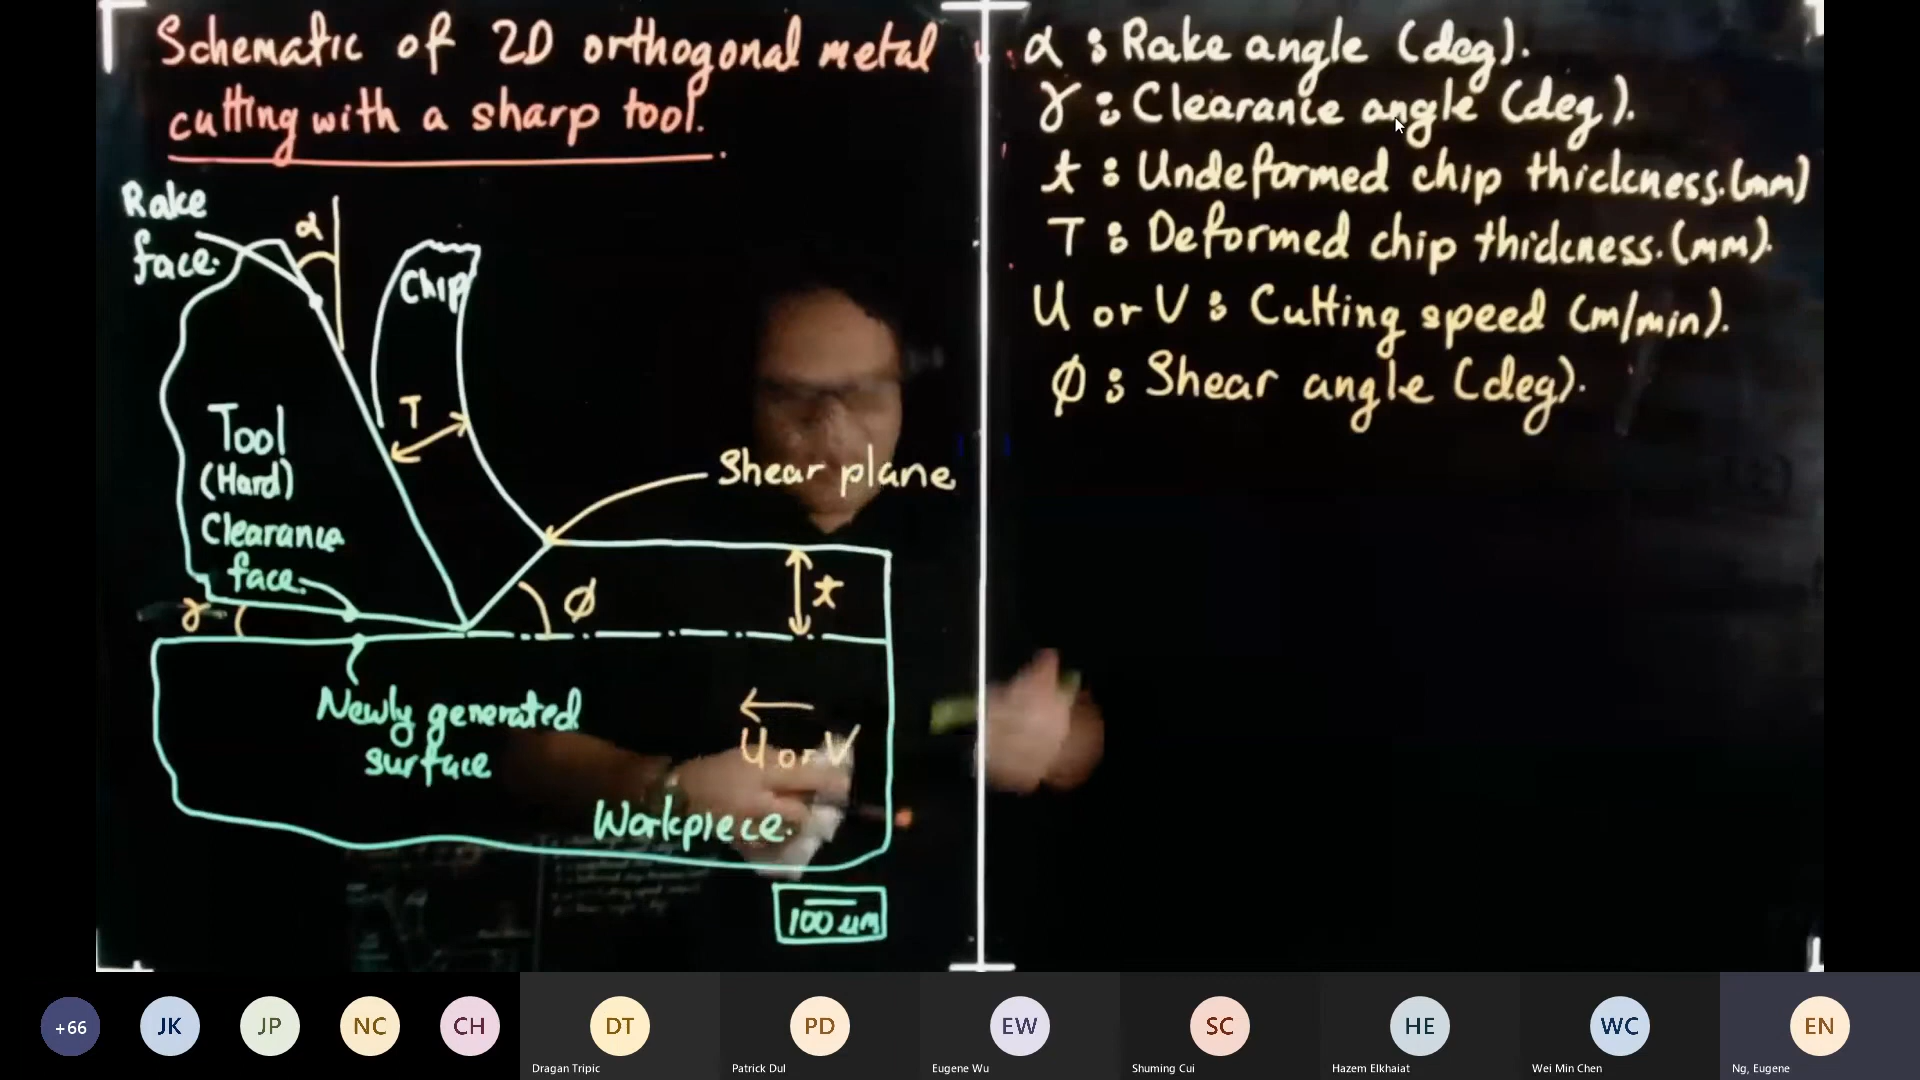 Schematic of 2D orthogonal metal
cutting with a sharp tool.
Rake
face.
α
Chip
T
Tool
(Hard)
Clearance
face.
γ
Shear plane
ϕ
t
Newly generated
surface
U or V
Workpiece.
100 um
α : Rake angle (deg).
γ : Clearance angle (deg).
t : Undeformed chip thickness. (mm)
T : Deformed chip thickness. (mm).
U or V : Cutting speed (m/min).
ϕ : Shear angle (deg).
+66
JK
JP
NC
CH
DT
Dragan Tripic
PD
Patrick Dul
EW
Eugene Wu
SC
Shuming Cui
HE
Hazem Elkhaiat
WC
Wei Min Chen
EN
Ng, Eugene